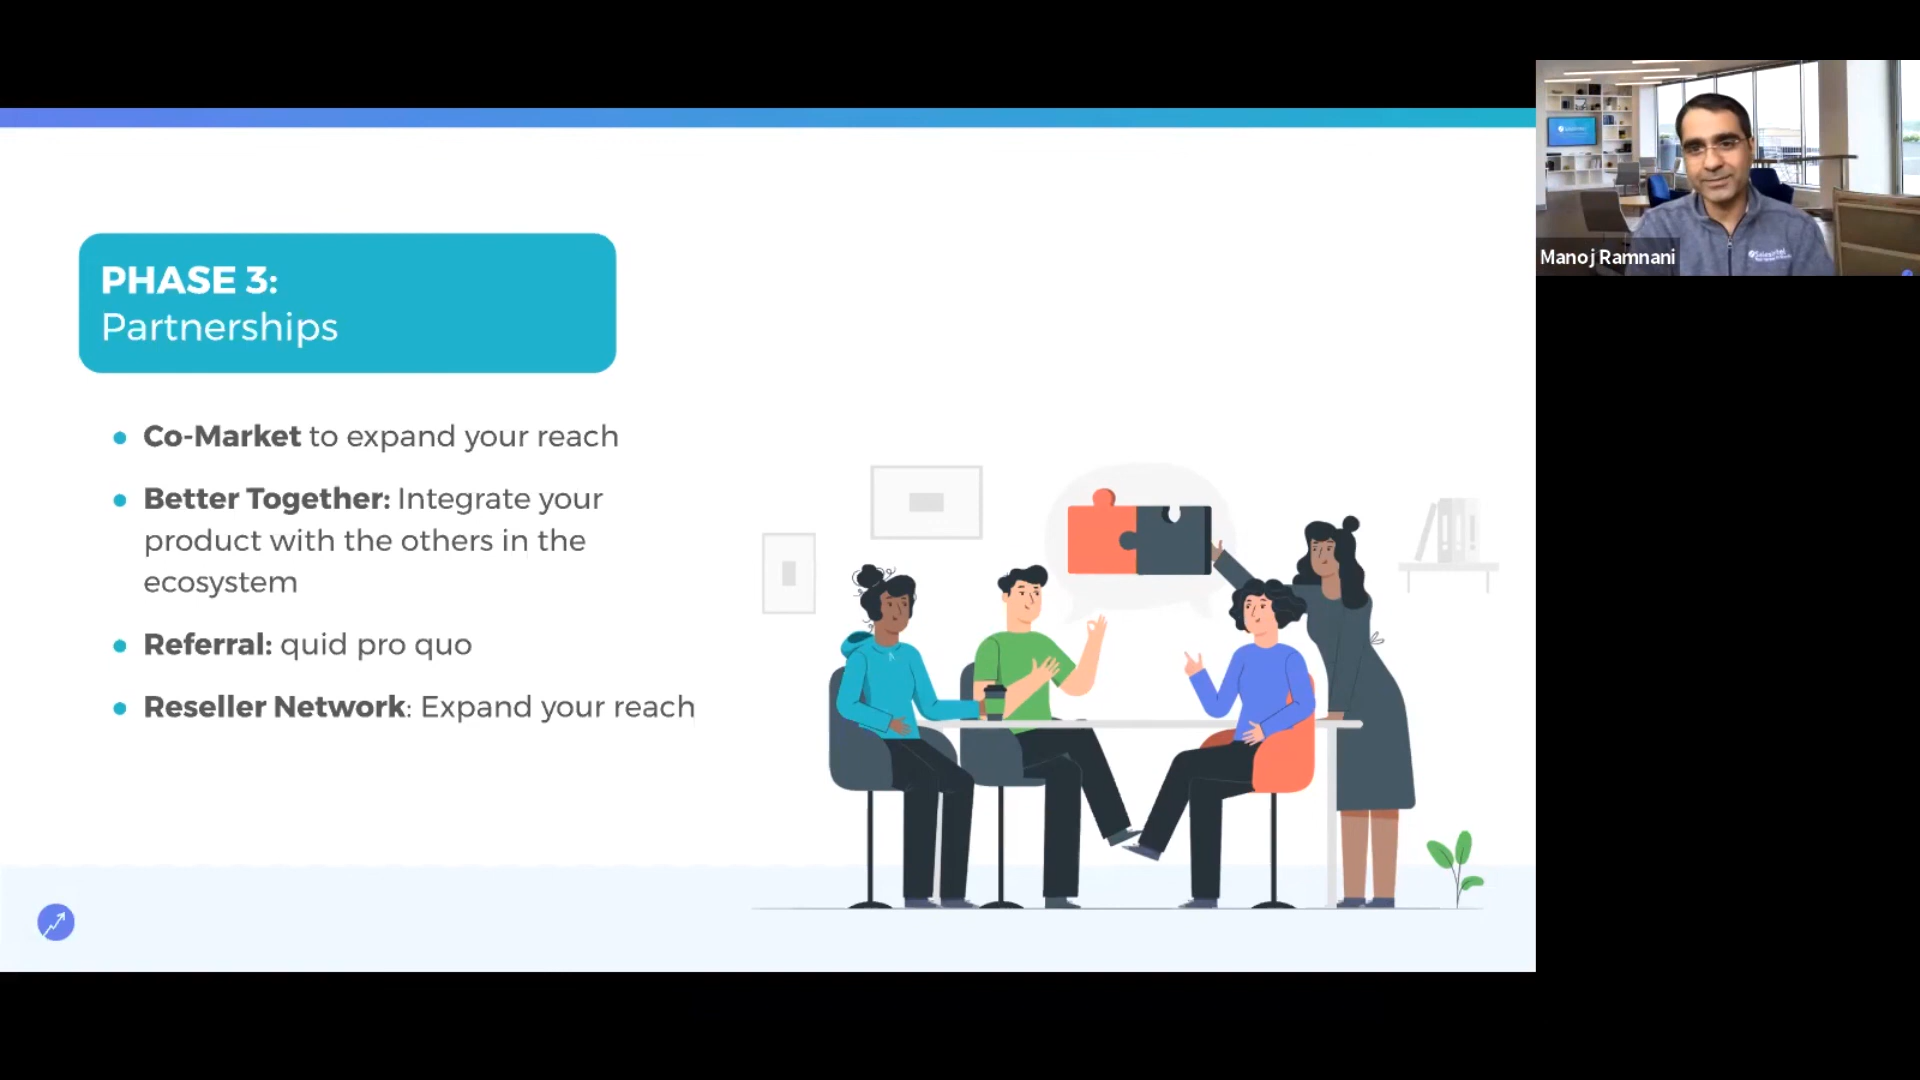 PHASE 3:
Partnerships
Co-Market to expand your reach
Better Together: Integrate your
product with the others in the
ecosystem
Referral: quid pro quo
Reseller Network: Expand your reach
Manoj Ramnani